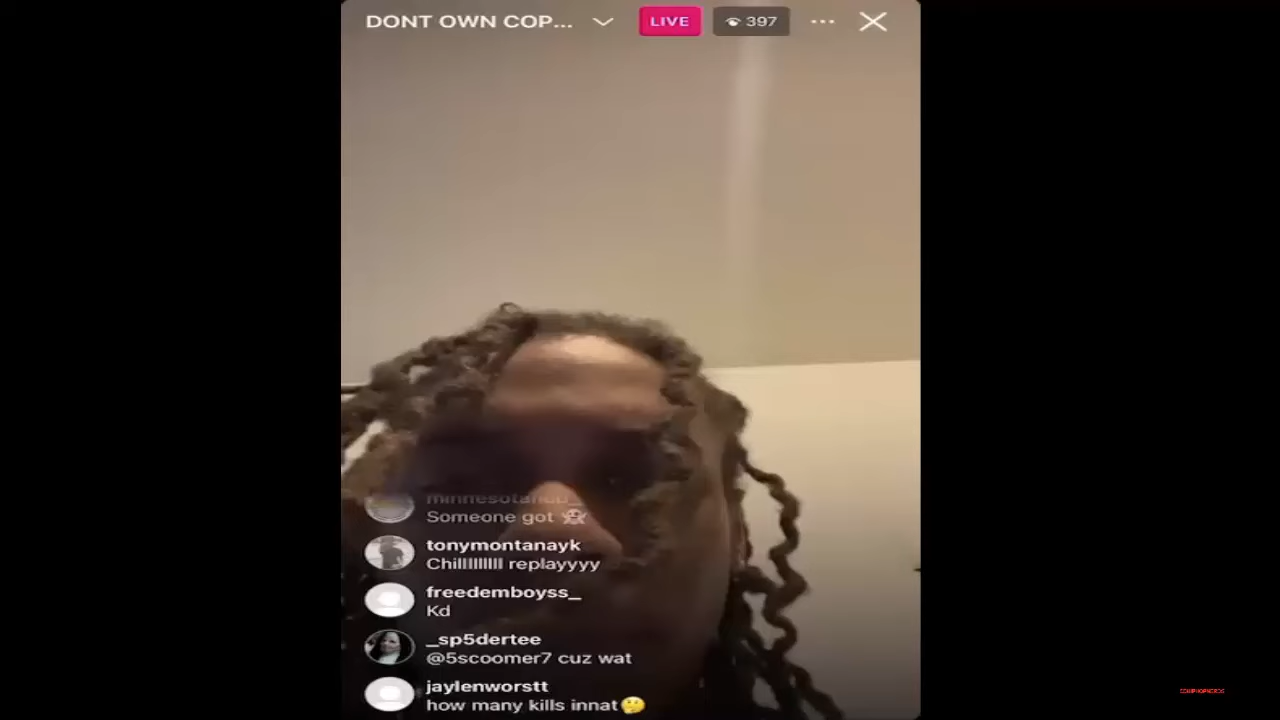 DONT OWN COP...
LIVE
397
Someone got 👻
tonymontanayk
Chillllllllll replayyyy
freedemboyss_
Kd
_sp5dertee
@5scoomer7 cuz wat
jaylenworstt
how many kills innat🤔